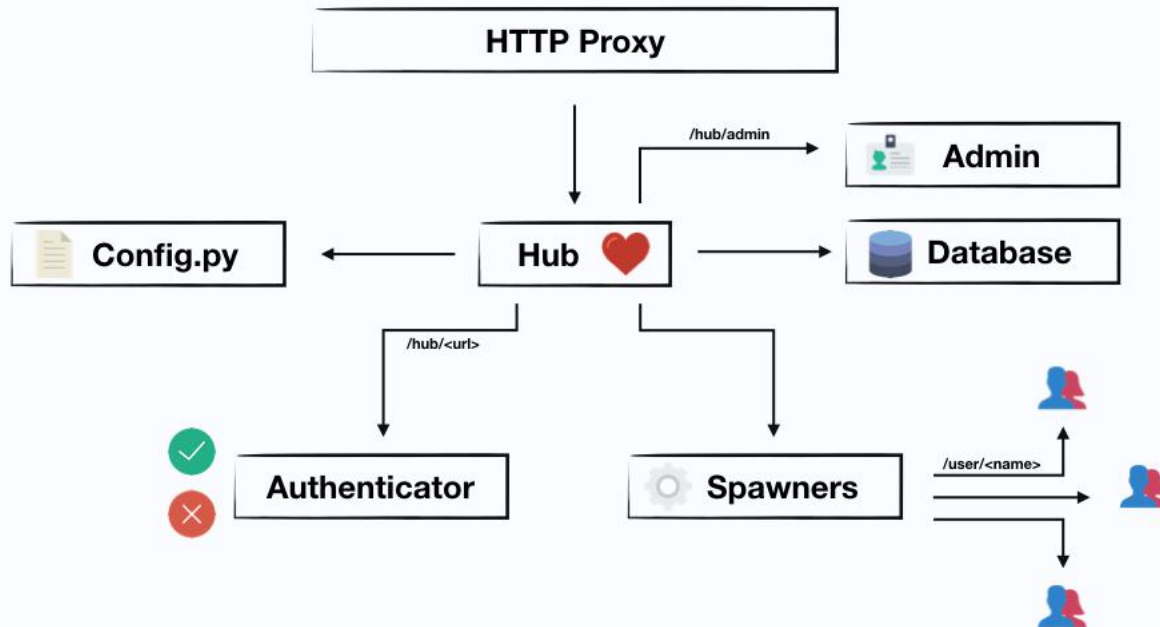 HTTP Proxy
/hub/admin
Admin
Config.py
Hub
Database
/hub/<url>
/user/<name>
Authenticator
Spawners